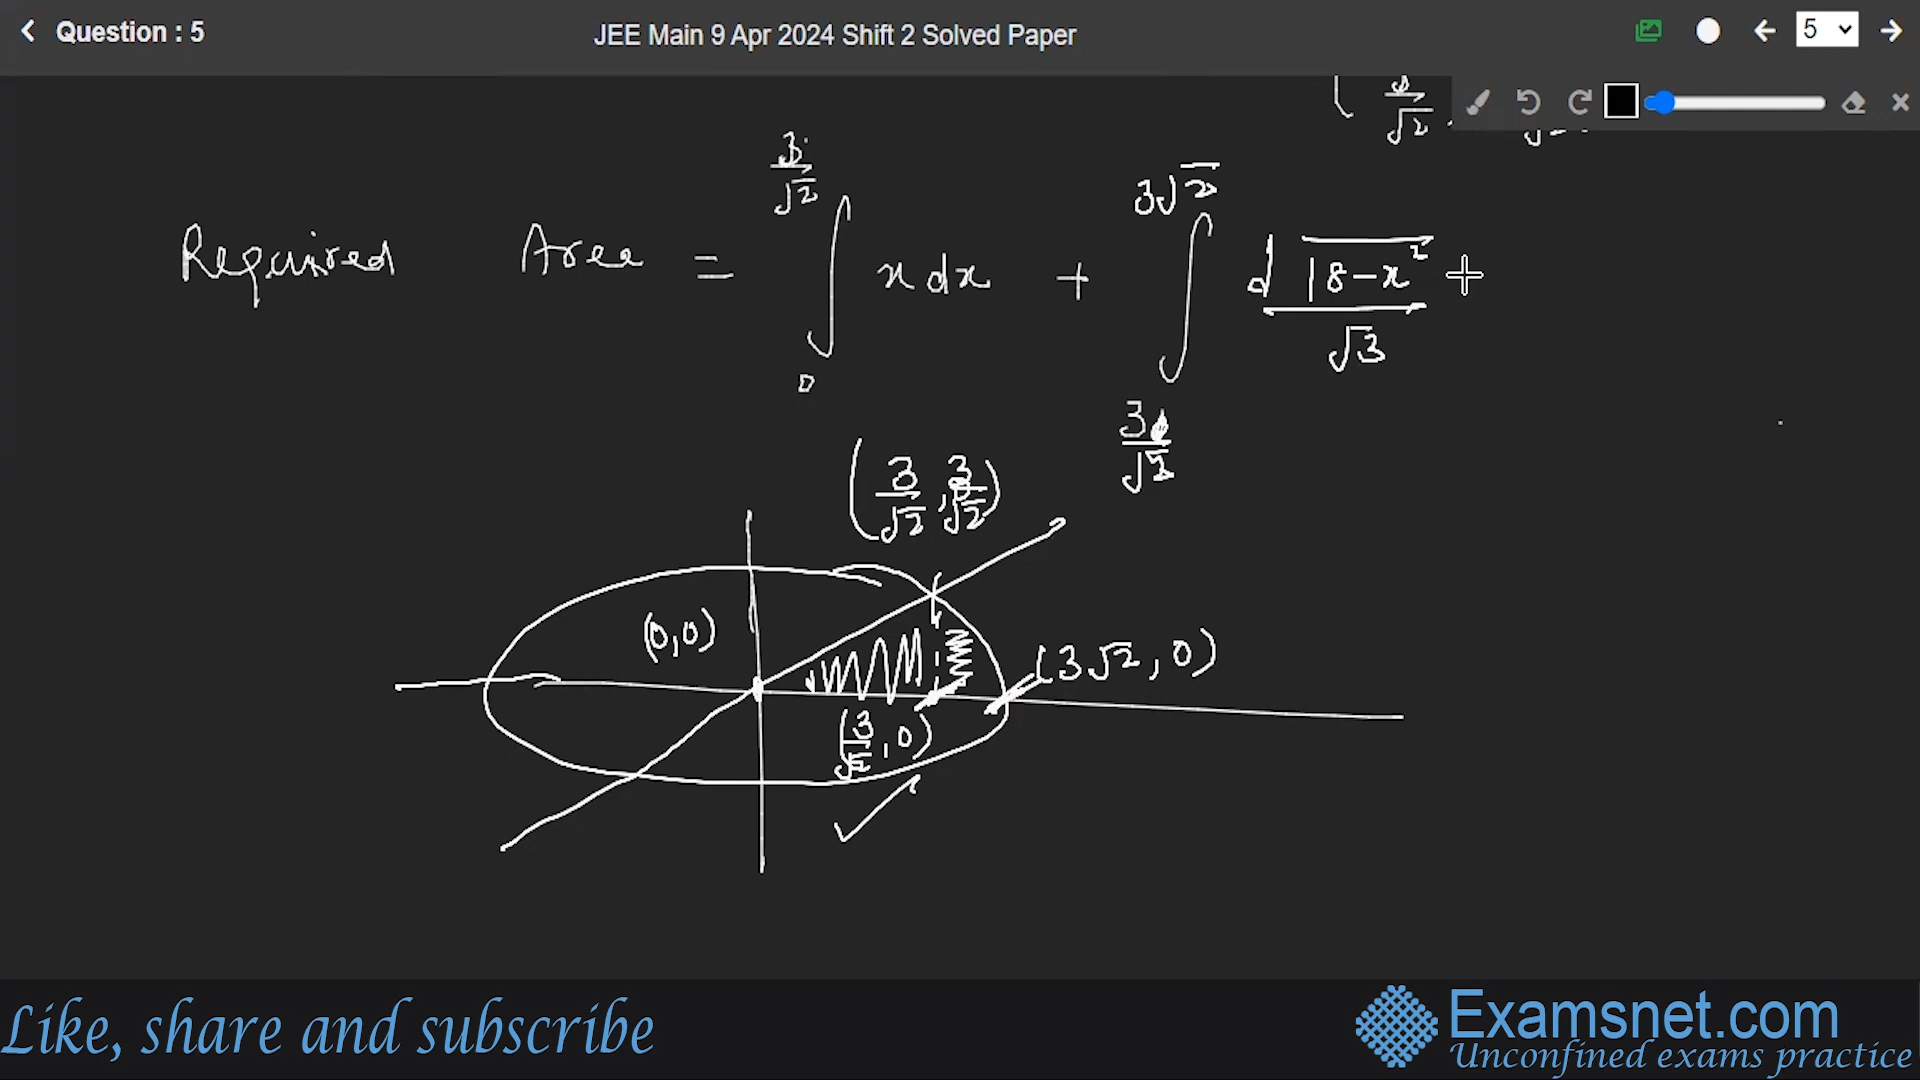 Question : 5
JEE Main 9 Apr 2024 Shift 2 Solved Paper
5
3/√2 3√2
Required Area = ∫ x dx + ∫ √18-x² / √3
0 3/√2
(3/√2, 3/√2)
(0,0)
(3√2, 0)
(3/√2, 0)
Like, share and subscribe
Examsnet.com
Unconfined exams practice